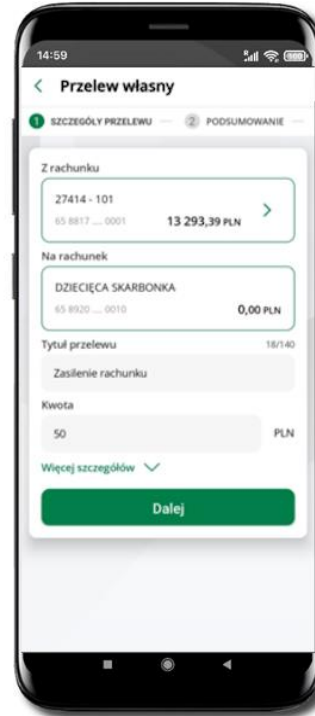 14:59
Przelew własny
1 SZCZEGÓŁY PRZELEWU 2 PODSUMOWANIE
Z rachunku
27414 - 101
65 8817 .... 0001 13 293,39 PLN
Na rachunek
DZIECIĘCA SKARBONKA
65 8920 .... 0010 0,00 PLN
Tytuł przelewu 18/140
Zasilenie rachunku
Kwota
50 PLN
Więcej szczegółów
Dalej